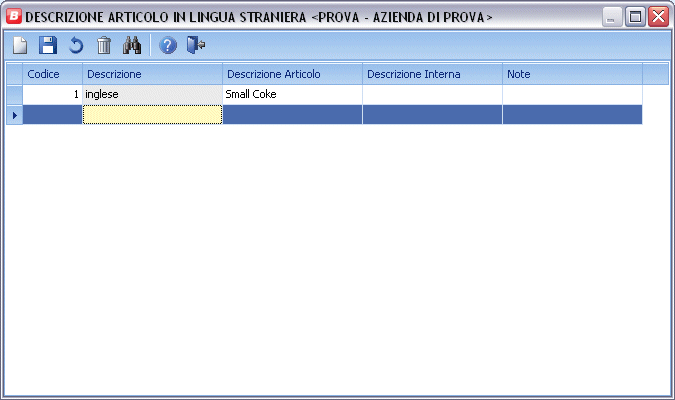 B DESCRIZIONE ARTICOLO IN LINGUA STRANIERA <PROVA - AZIENDA DI PROVA>
Codice Descrizione Descrizione Articolo Descrizione Interna Note
1 inglese Small Coke